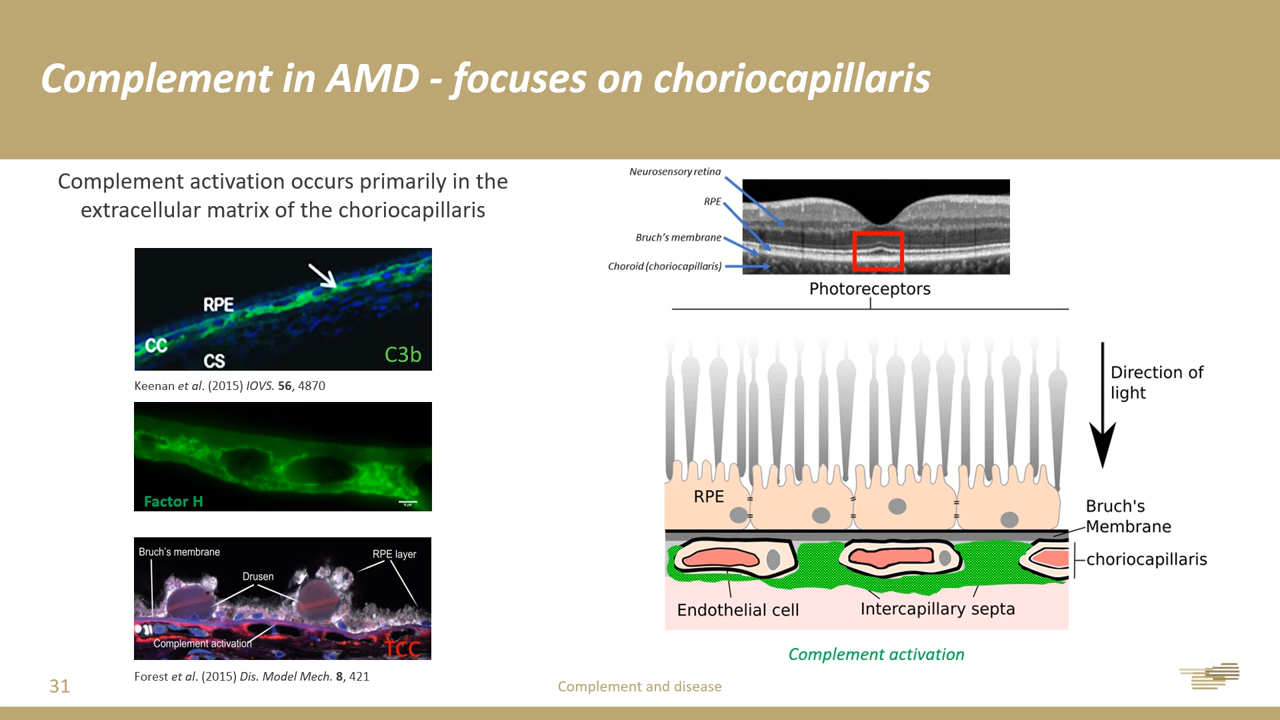 Complement in AMD - focuses on choriocapillaris
Complement activation occurs primarily in the
extracellular matrix of the choriocapillaris
RPE
CC
CS
C3b
Keenan et al. (2015) IOVS. 56, 4870
Factor H
Bruch's membrane
Drusen
RPE layer
Complement activation
TCC
Forest et al. (2015) Dis. Model Mech. 8, 421
Neurosensory retina
RPE
Bruch's membrane
Choroid (choriocapillaris)
Photoreceptors
Direction of
light
RPE
Bruch's
Membrane
choriocapillaris
Endothelial cell
Intercapillary septa
Complement activation
31
Complement and disease